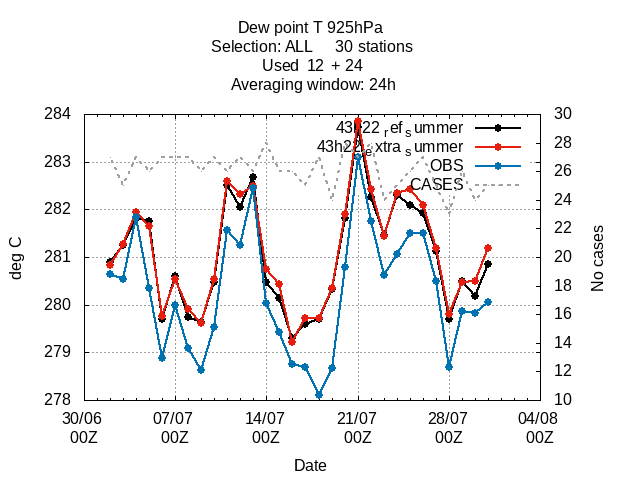 Dew point T 925hPa
Selection: ALL 30 stations
Used 12 + 24
Averaging window: 24h
43h22refsummer
43h22extrasummer
OBS
CASES
deg C
284
283
282
281
280
279
278
30
28
26
24
22
20
18
16
14
12
10
No cases
30/06 07/07 14/07 21/07 28/07 04/08
00Z 00Z 00Z 00Z 00Z 00Z
Date